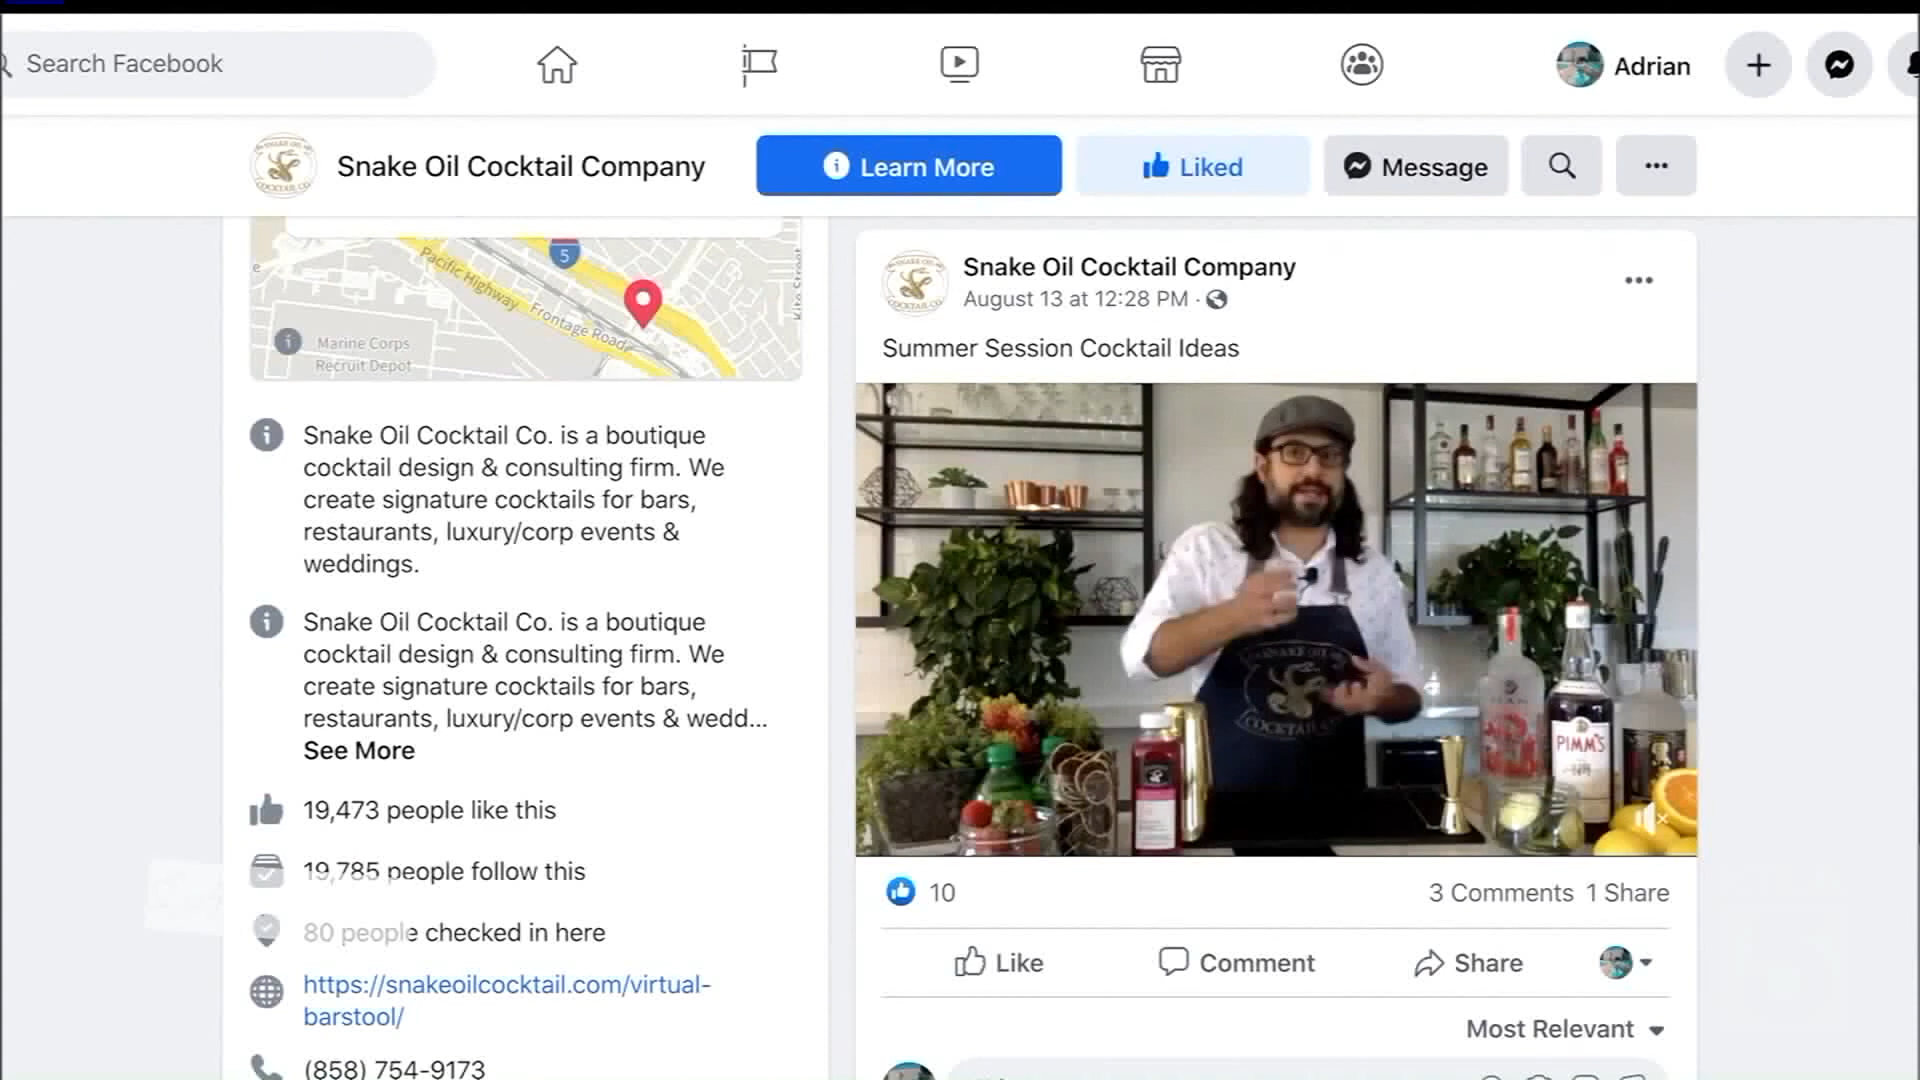 Search Facebook
Adrian
Snake Oil Cocktail Company
Learn More
Liked
Message
5
Pacific Highway
Frontage Road
Marine Corps
Recruit Depot
Snake Oil Cocktail Co. is a boutique
cocktail design & consulting firm. We
create signature cocktails for bars,
restaurants, luxury/corp events &
weddings.
Snake Oil Cocktail Co. is a boutique
cocktail design & consulting firm. We
create signature cocktails for bars,
restaurants, luxury/corp events & wedd...
See More
19,473 people like this
19,785 people follow this
80 people checked in here
https://snakeoilcocktail.com/virtual-
barstool/
(858) 754-9173
Snake Oil Cocktail Company
August 13 at 12:28 PM ·
Summer Session Cocktail Ideas
SNAKE OIL
COCKTAIL CO.
PIMM'S
10
3 Comments 1 Share
Like
Comment
Share
Most Relevant